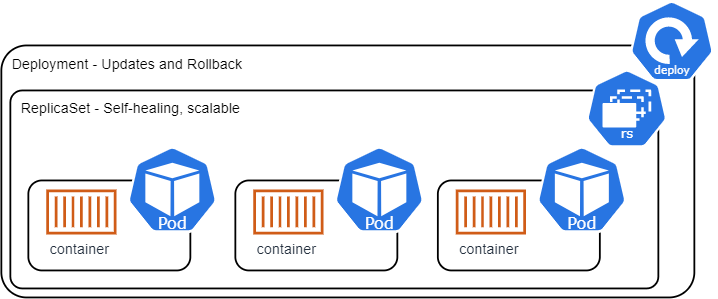 deploy
Deployment - Updates and Rollback
rs
ReplicaSet - Self-healing, scalable
Pod
Pod
Pod
container
container
container